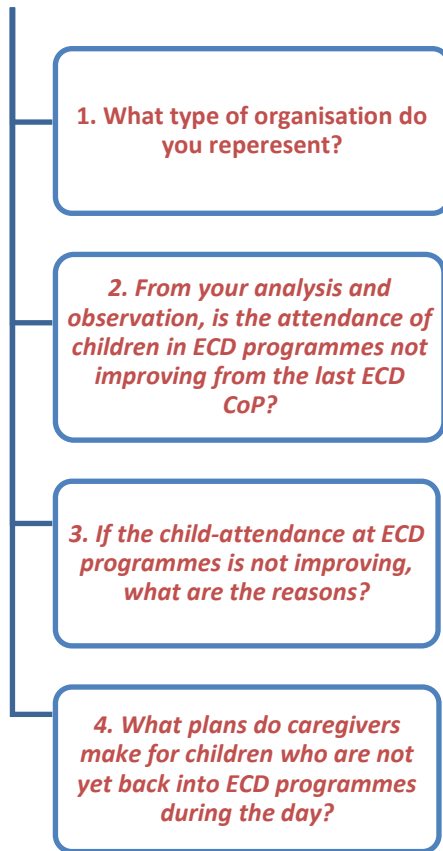 1. What type of organisation do
you reperesent?
2. From your analysis and
observation, is the attendance of
children in ECD programmes not
improving from the last ECD
CoP?
3. If the child-attendance at ECD
programmes is not improving,
what are the reasons?
4. What plans do caregivers
make for children who are not
yet back into ECD programmes
during the day?